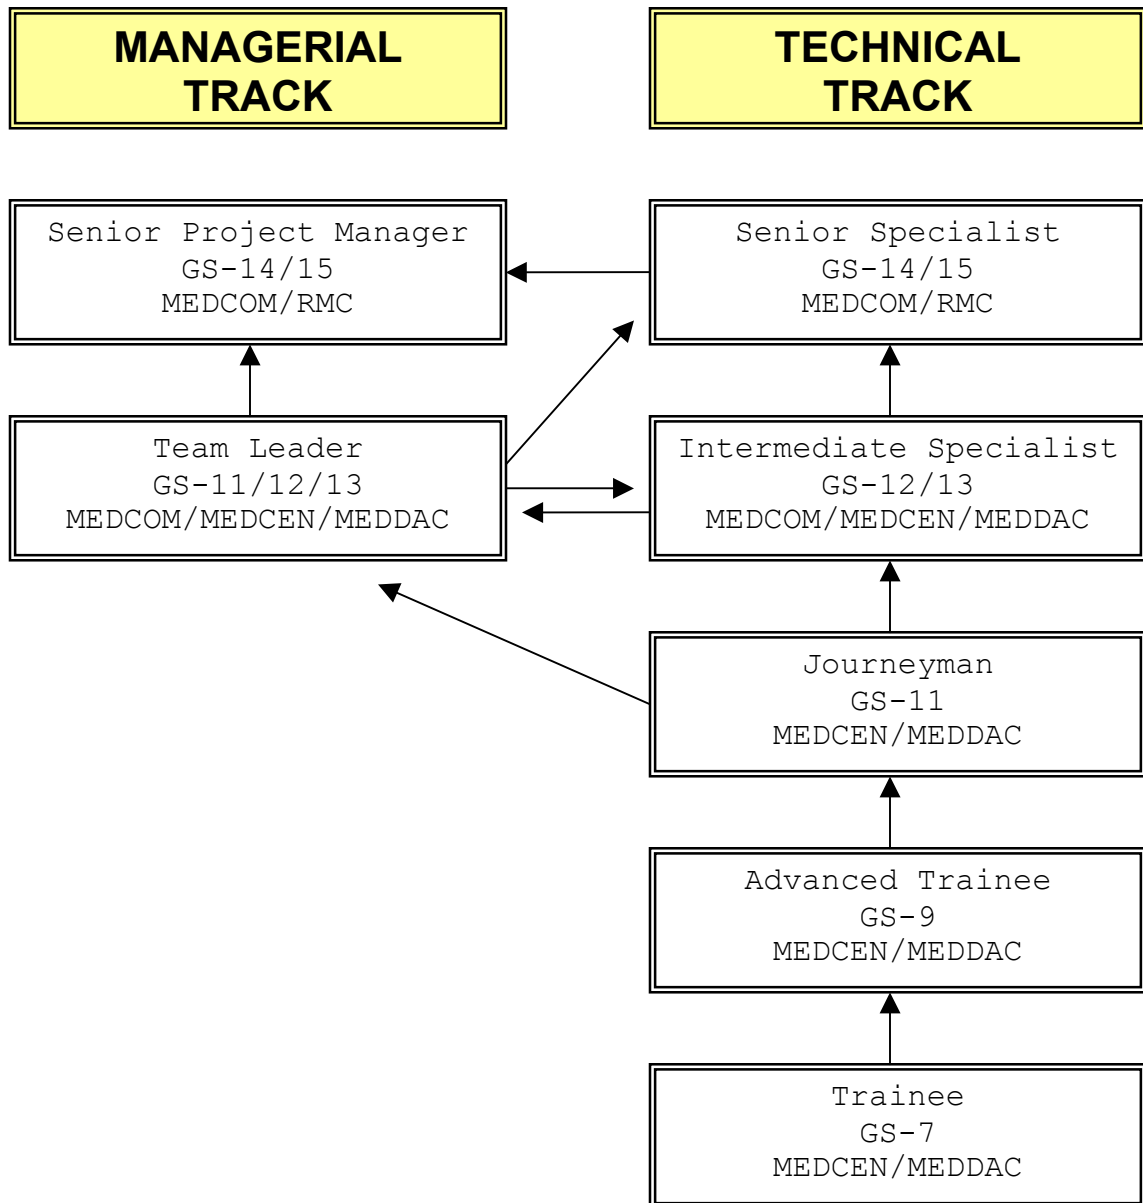 MANAGERIAL
TRACK
TECHNICAL
TRACK
Senior Project Manager
GS-14/15
MEDCOM/RMC
Senior Specialist
GS-14/15
MEDCOM/RMC
Team Leader
GS-11/12/13
MEDCOM/MEDCEN/MEDDAC
Intermediate Specialist
GS-12/13
MEDCOM/MEDCEN/MEDDAC
Journeyman
GS-11
MEDCEN/MEDDAC
Advanced Trainee
GS-9
MEDCEN/MEDDAC
Trainee
GS-7
MEDCEN/MEDDAC